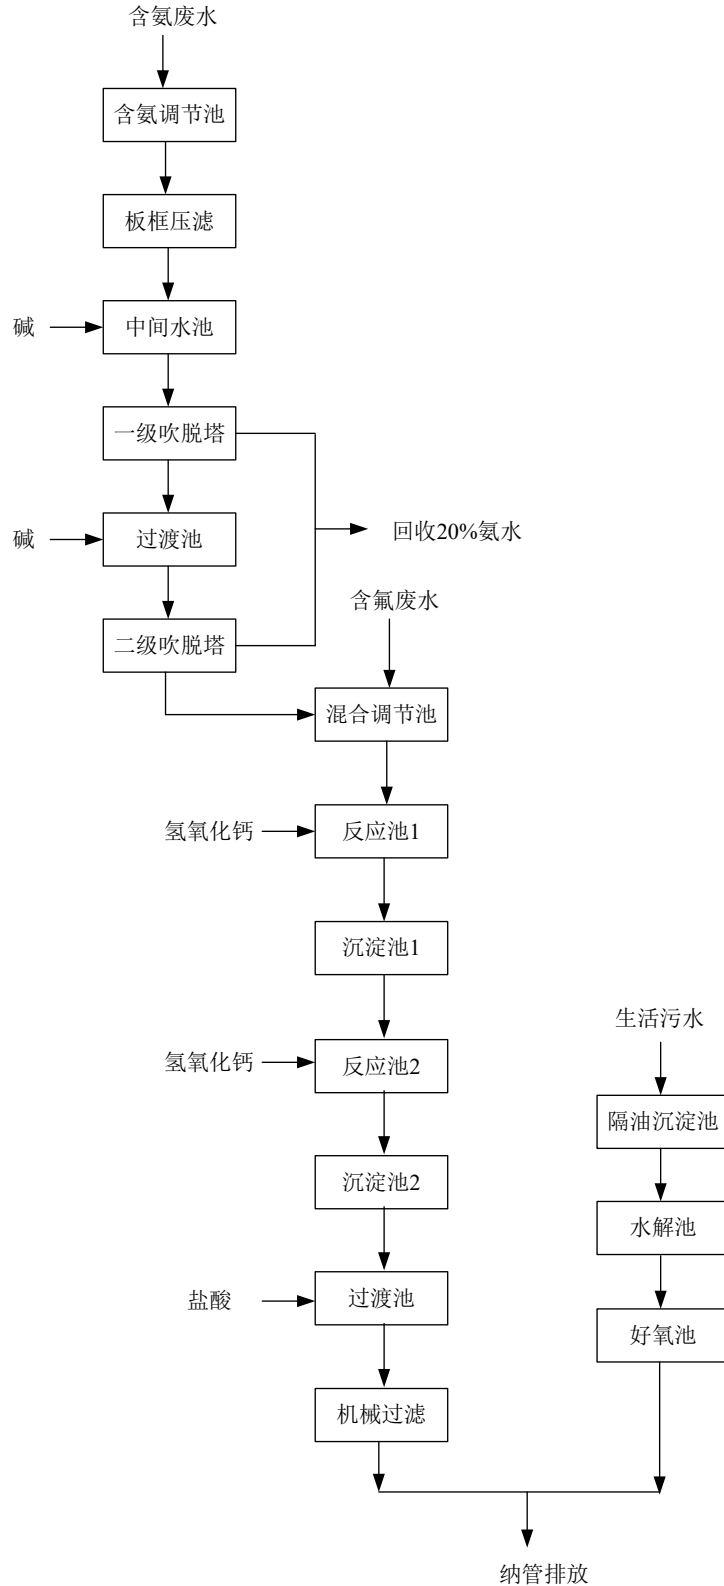 含氨废水
含氨调节池
板框压滤
碱
中间水池
一级吹脱塔
碱
过渡池
回收20%氨水
含氟废水
二级吹脱塔
混合调节池
氢氧化钙
反应池1
沉淀池1
生活污水
氢氧化钙
反应池2
隔油沉淀池
沉淀池2
水解池
盐酸
过渡池
好氧池
机械过滤
纳管排放